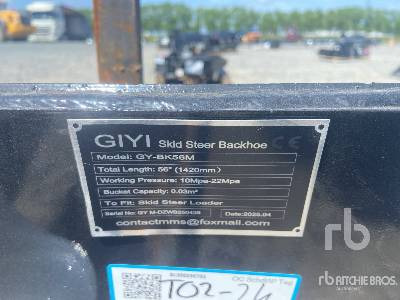 GIYI Skid Steer Backhoe CE
Model: GY-BK56M
Total Length: 56" (1420mm)
Working Pressure: 10Mpa-22Mpa
Bucket Capacity: 0.03m³
To Fit: Skid Steer Loader
Date:2025.04
contactmms@foxmail.com
rb
rb
RITCHIE BROS.
T02-24